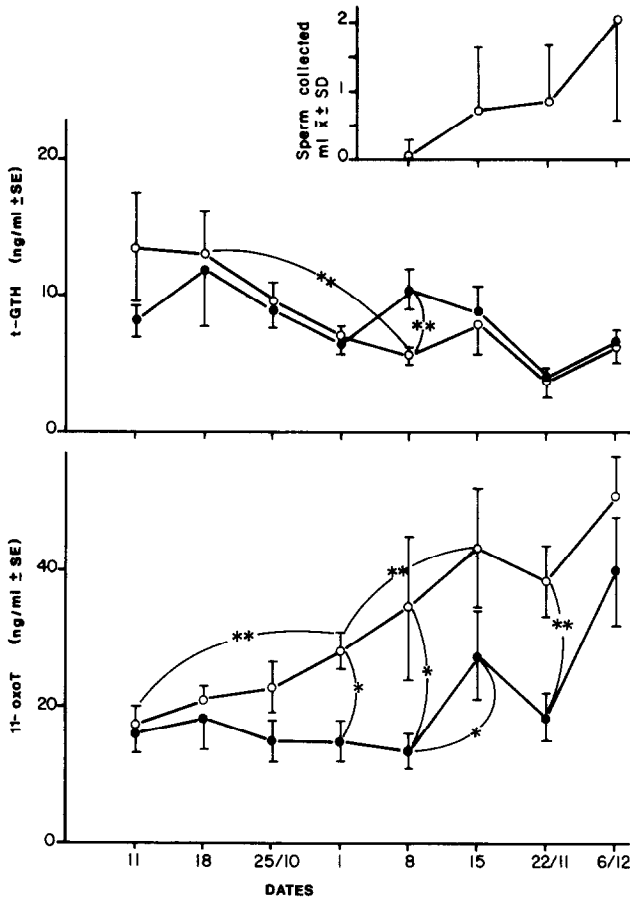 Sperm collected
ml x̄ ± SD
2
1
0
t-GTH (ng/ml ±SE)
20
10
0
**
**
11-oxoT (ng/ml ± SE)
40
20
0
**
**
*
*
*
**
11 18 25/10 1 8 15 22/11 6/12
DATES